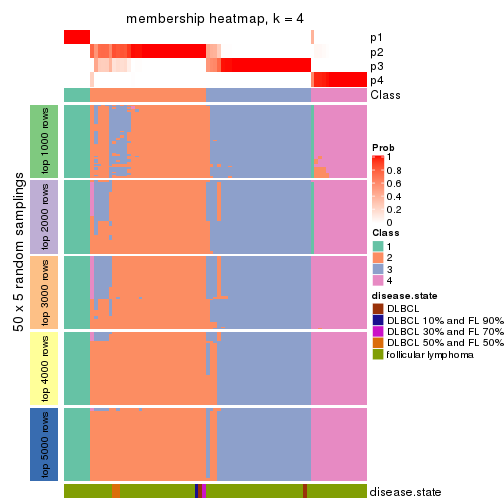 membership heatmap, k = 4
p1
p2
p3
p4
Class
50 x 5 random samplings
top 1000 rows
top 2000 rows
top 3000 rows
top 4000 rows
top 5000 rows
Prob
1
0.8
0.6
0.4
0.2
0
Class
1
2
3
4
disease.state
DLBCL
DLBCL 10% and FL 90%
DLBCL 30% and FL 70%
DLBCL 50% and FL 50%
follicular lymphoma
disease.state